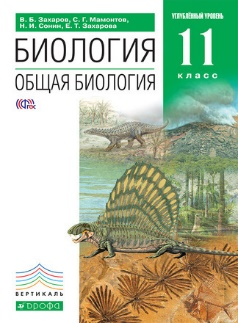 В. Б. Захаров, С. Г. Мамонтов,
Н. И. Сонин, Е. Т. Захарова
УГЛУБЛЁННЫЙ УРОВЕНЬ
БИОЛОГИЯ
ОБЩАЯ БИОЛОГИЯ
11
КЛАСС
ФГОС
ВЕРТИКАЛЬ
дрофа